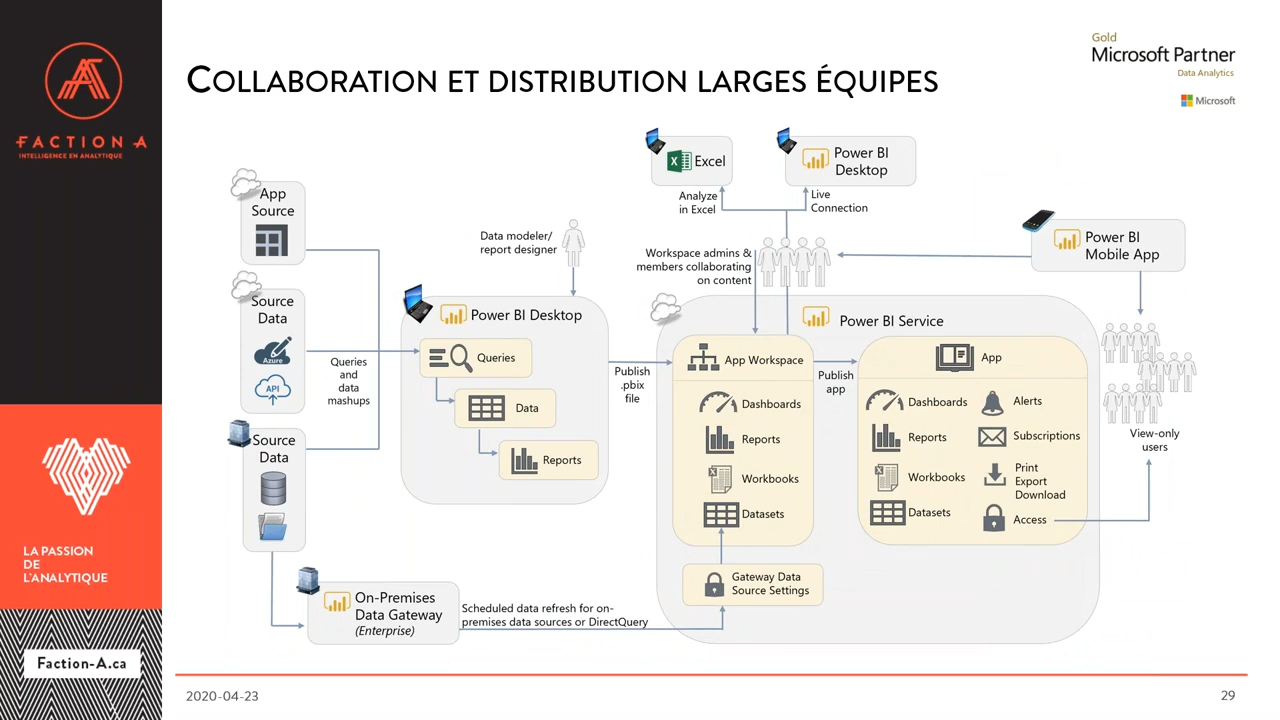 FACTION A
INTELLIGENCE EN ANALYTIQUE
LA PASSION
DE
L'ANALYTIQUE
Faction-A.ca
COLLABORATION ET DISTRIBUTION LARGES ÉQUIPES
Gold
Microsoft Partner
Data Analytics
Microsoft
Excel
Power BI
Desktop
Analyze
in Excel
Live
Connection
App
Source
Data modeler/
report designer
Workspace admins &
members collaborating
on content
Power BI
Mobile App
Source
Data
Azure
API
Queries
and
data
mashups
Power BI Desktop
Queries
Data
Reports
Publish
.pbix
file
Power BI Service
App Workspace
Dashboards
Reports
Workbooks
Datasets
Publish
app
App
Dashboards
Reports
Workbooks
Datasets
Alerts
Subscriptions
Print
Export
Download
Access
View-only
users
Source
Data
Gateway Data
Source Settings
On-Premises
Data Gateway
(Enterprise)
Scheduled data refresh for on-
premises data sources or DirectQuery
2020-04-23
29